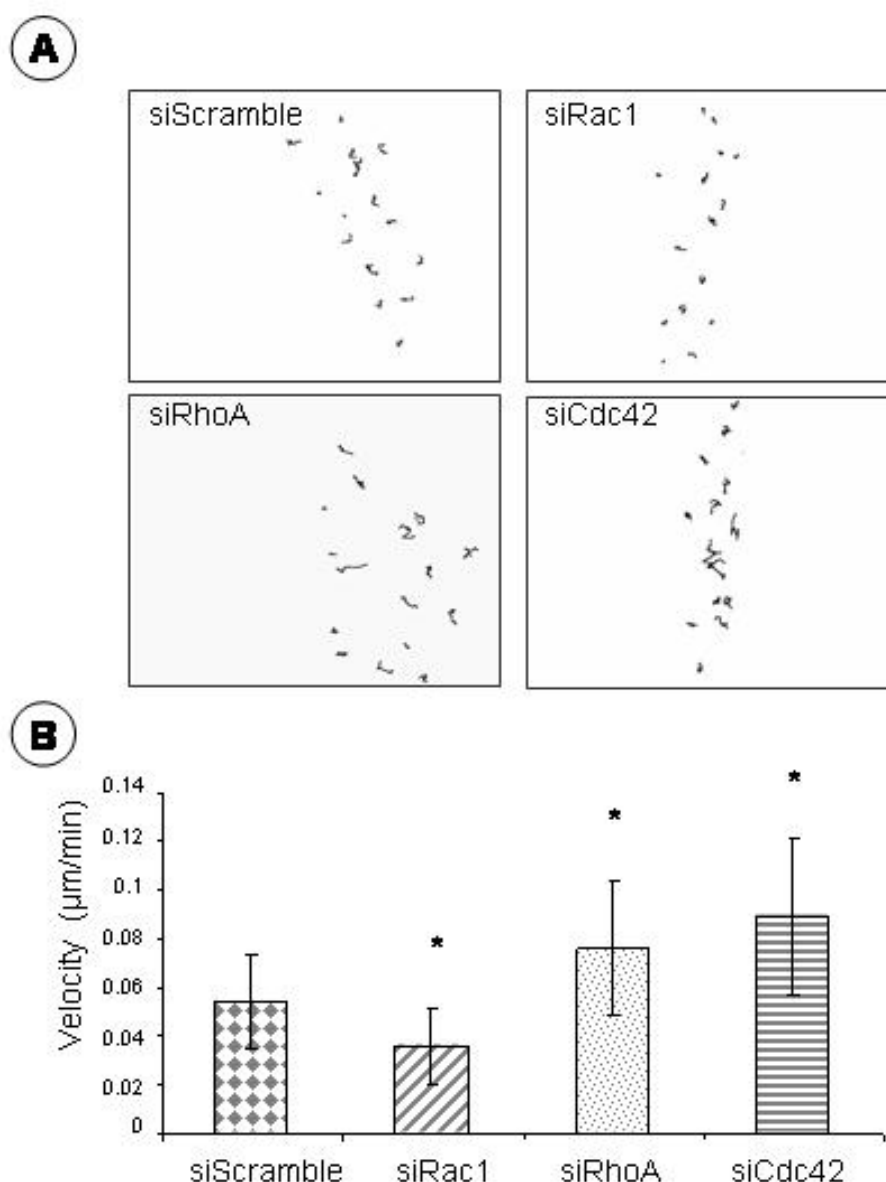 A
siScramble
siRac1
siRhoA
siCdc42
B
Velocity (µm/min)
0.14
0.12
0.1
0.08
0.06
0.04
0.02
0
*
*
*
siScramble siRac1 siRhoA siCdc42